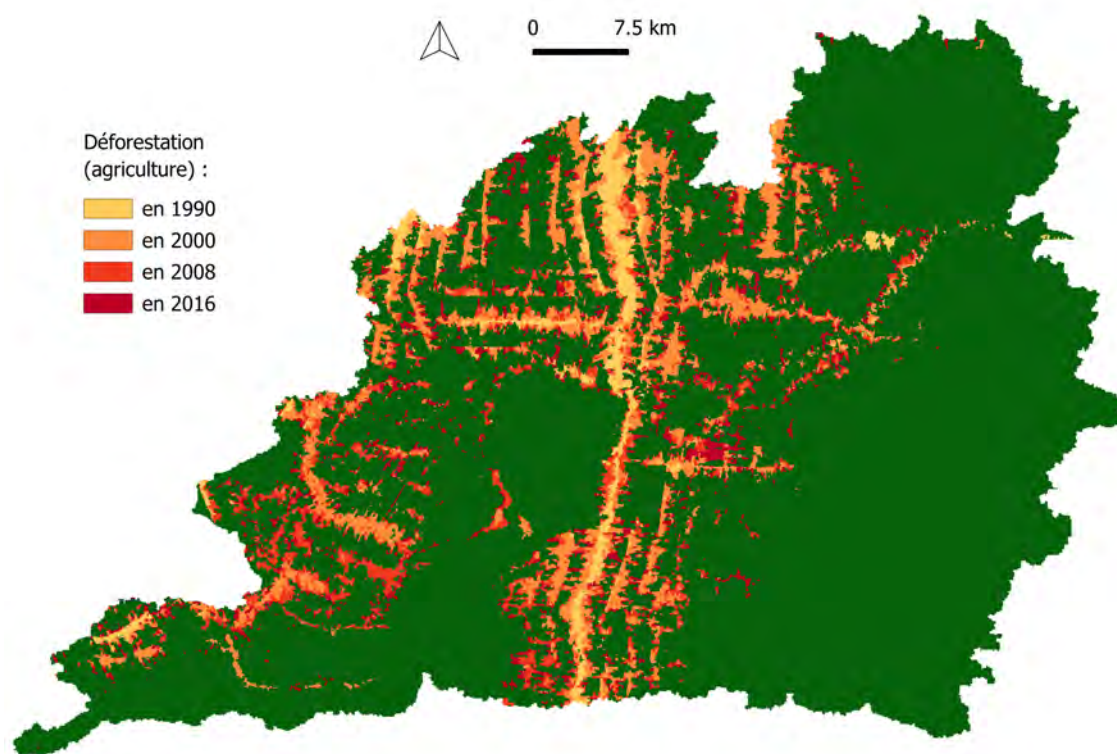 0 7.5 km
Déforestation
(agriculture) :
en 1990
en 2000
en 2008
en 2016